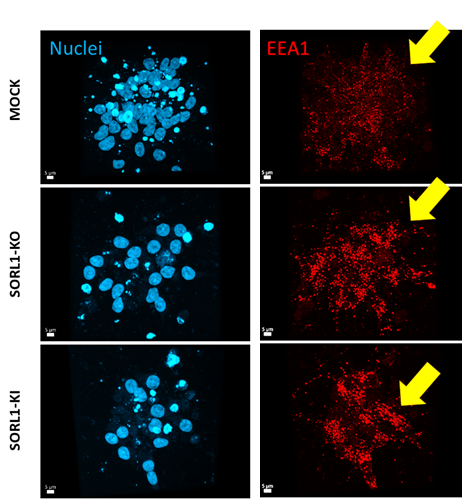 Nuclei
EEA1
MOCK
5 µm
5 µm
SORL1-KO
5 µm
5 µm
SORL1-KI
5 µm
5 µm